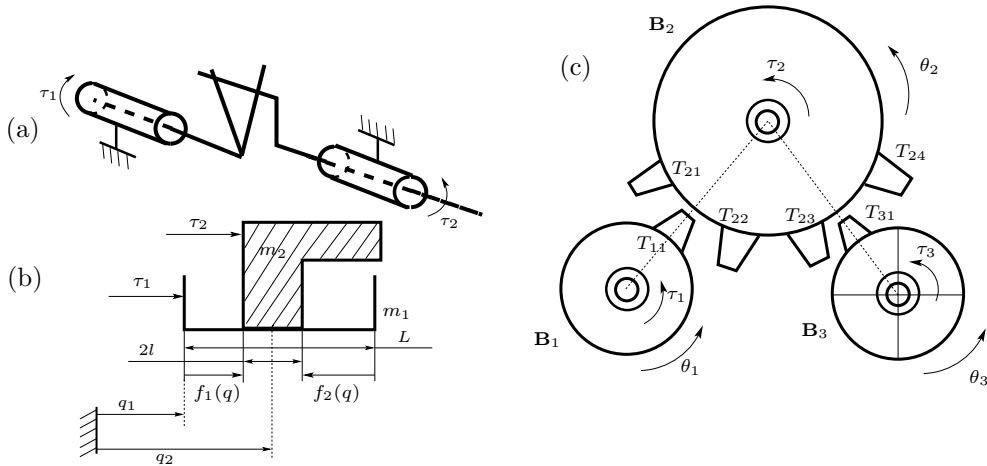 (a)
τ₁
τ₂
(b)
τ₂
τ₁
m₂
m₁
L
2l
f₁(q)
f₂(q)
q₁
q₂
(c)
B₂
τ₂
θ₂
T₂₁
T₂₄
T₂₂
T₂₃
T₁₁
T₃₁
τ₁
τ₃
B₁
B₃
θ₁
θ₃